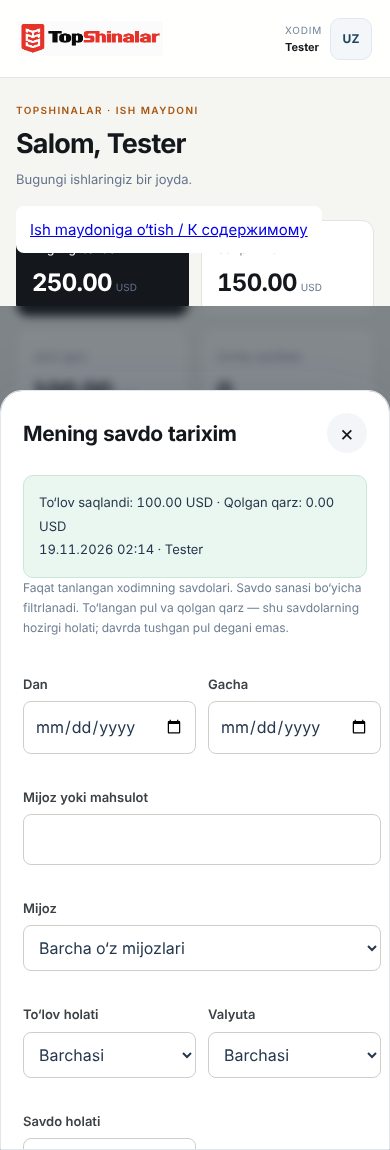 TopShinalar
XODIM
Tester
UZ
TOPSHINALAR · ISH MAYDONI
Salom, Tester
Bugungi ishlaringiz bir joyda.
Ish maydoniga o‘tish / К содержимому
250.00 USD
150.00 USD
Mening savdo tarixim
×
To‘lov saqlandi: 100.00 USD · Qolgan qarz: 0.00
USD
19.11.2026 02:14 · Tester
Faqat tanlangan xodimning savdolari. Savdo sanasi bo‘yicha
filtrlanadi. To‘langan pul va qolgan qarz — shu savdolarning
hozirgi holati; davrda tushgan pul degani emas.
Dan
Gacha
mm/dd/yyyy
mm/dd/yyyy
Mijoz yoki mahsulot
Mijoz
Barcha o‘z mijozlari
To‘lov holati
Valyuta
Barchasi
Barchasi
Savdo holati